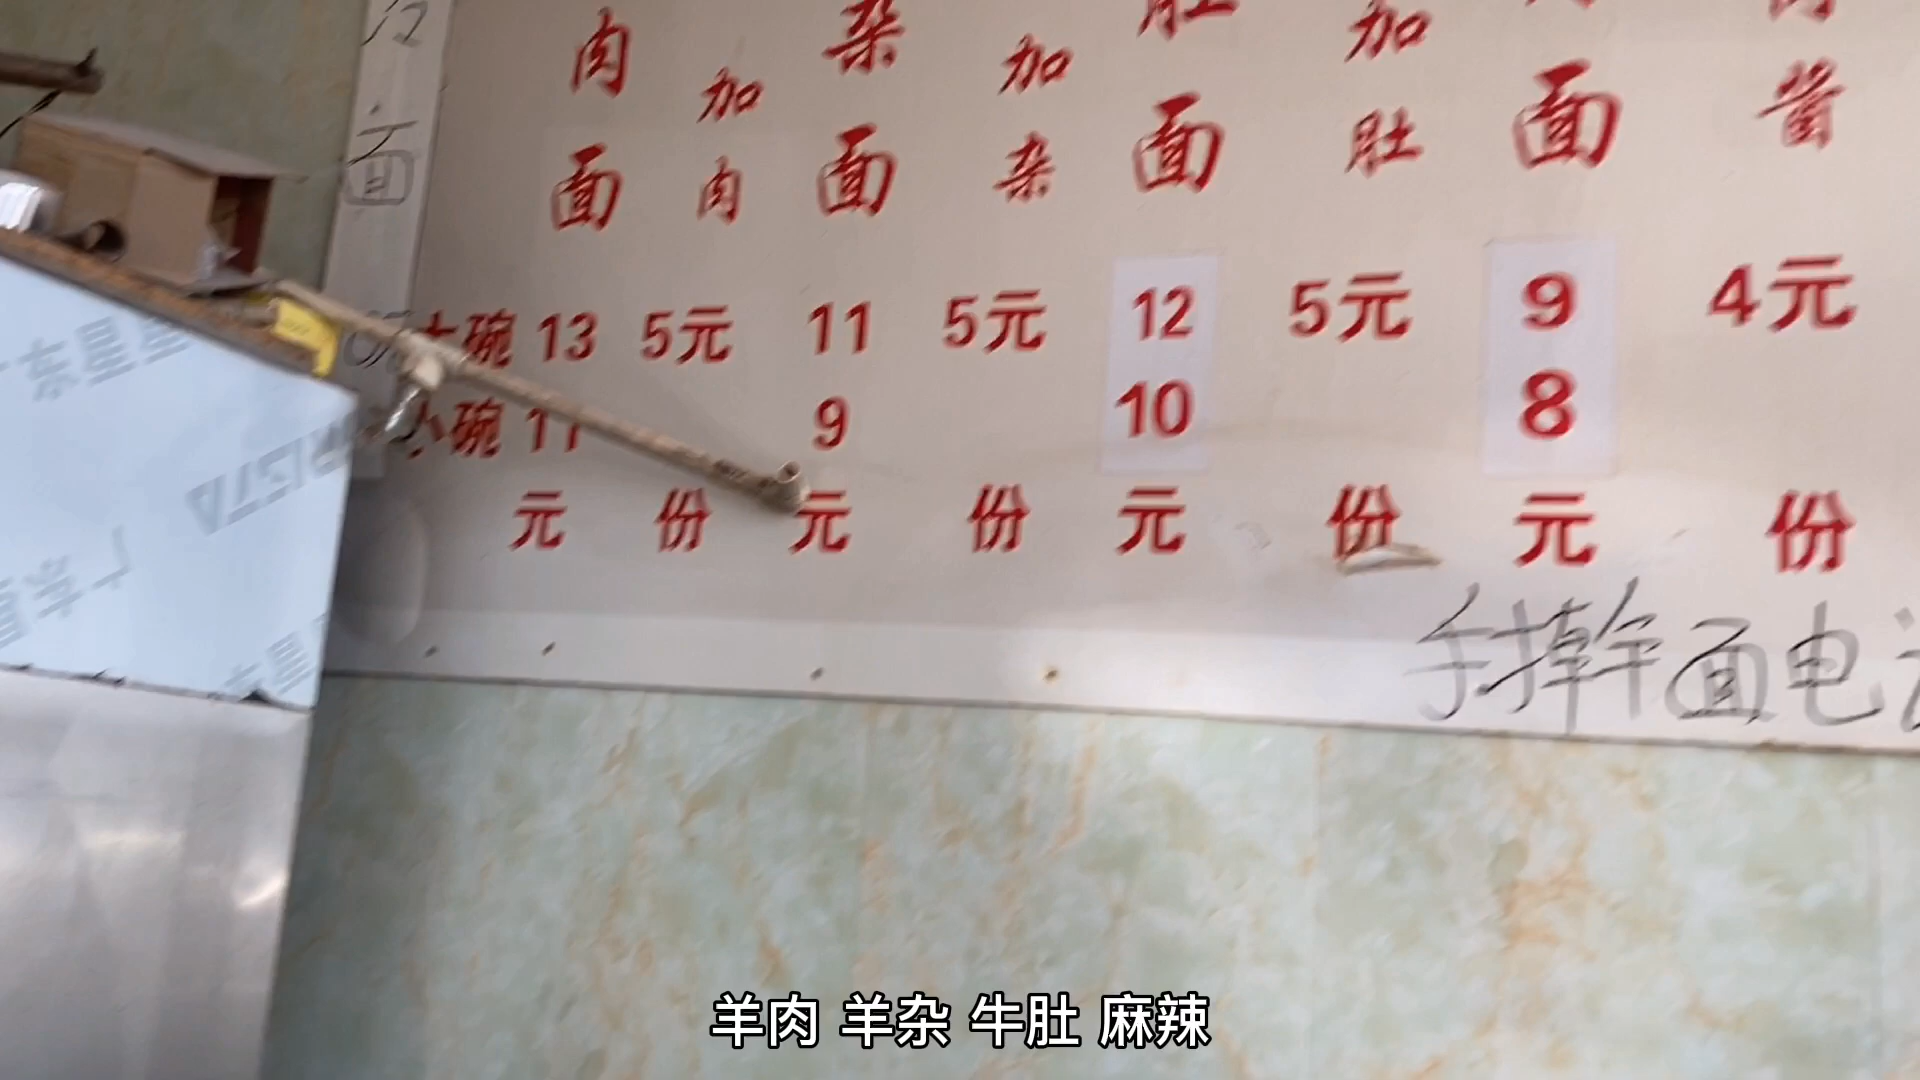 冷面
肉面
加肉
杂面
加杂
肚面
加肚
面
酱
大碗 13 5元 11 5元 12 5元 9 4元
小碗 11 9 10 8
元 份 元 份 元 份 元 份
手擀面电
羊肉 羊杂 牛肚 麻辣